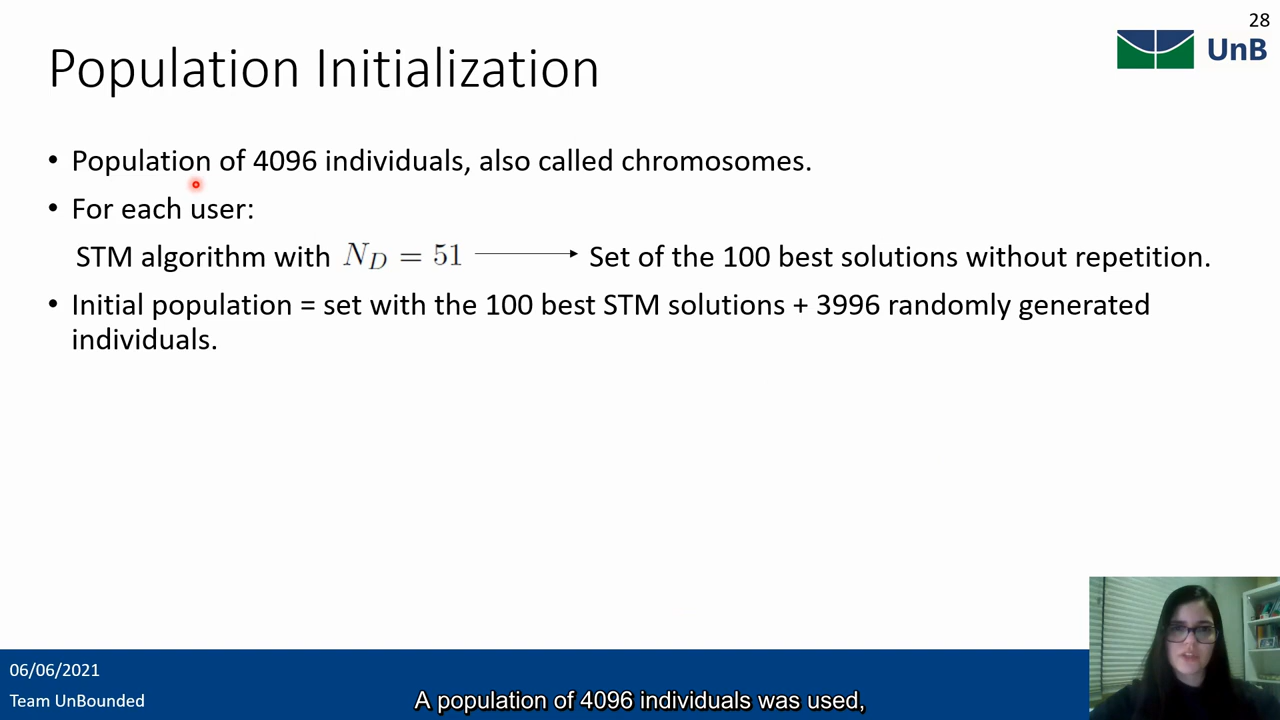 28
UnB
Population Initialization
• Population of 4096 individuals, also called chromosomes.
• For each user:
STM algorithm with N_D = 51 → Set of the 100 best solutions without repetition.
• Initial population = set with the 100 best STM solutions + 3996 randomly generated
individuals.
06/06/2021
Team UnBounded
A population of 4096 individuals was used,